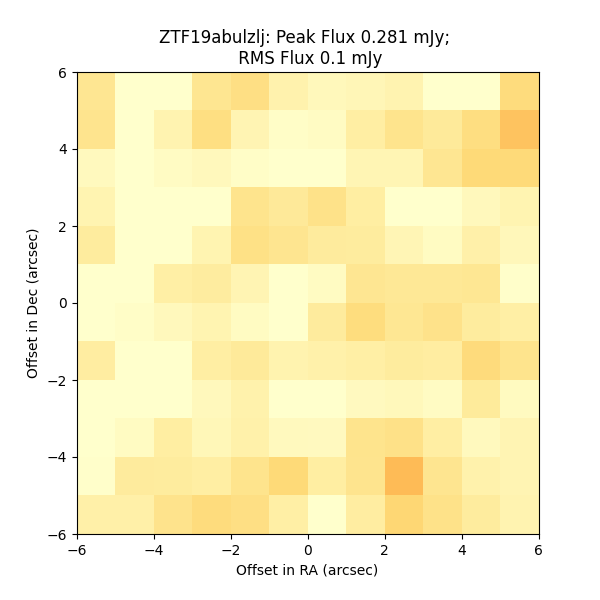 ZTF19abulzlj: Peak Flux 0.281 mJy;
RMS Flux 0.1 mJy
6
4
2
0
−2
−4
−6
Offset in Dec (arcsec)
−6 −4 −2 0 2 4 6
Offset in RA (arcsec)